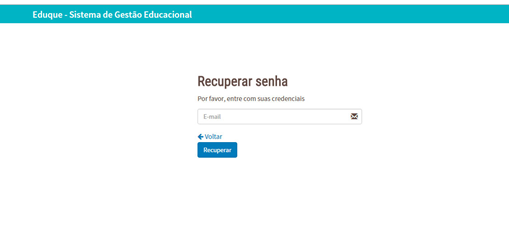 Eduque - Sistema de Gestão Educacional
Recuperar senha
Por favor, entre com suas credenciais
E-mail
Voltar
Recuperar